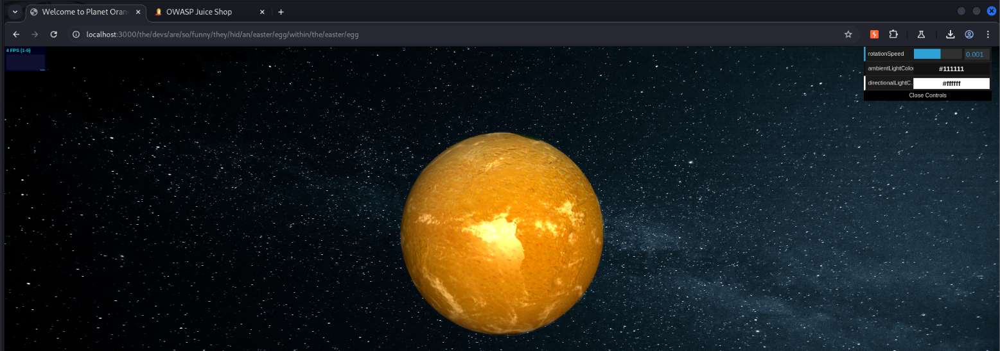 Welcome to Planet Oran
OWASP Juice Shop
localhost:3000/the/devs/are/so/funny/they/hid/an/easter/egg/within/the/easter/egg
4 FPS (1-5)
rotationSpeed 0.001
ambientLightColo #111111
directionalLightC. #ffffff
Close Controls